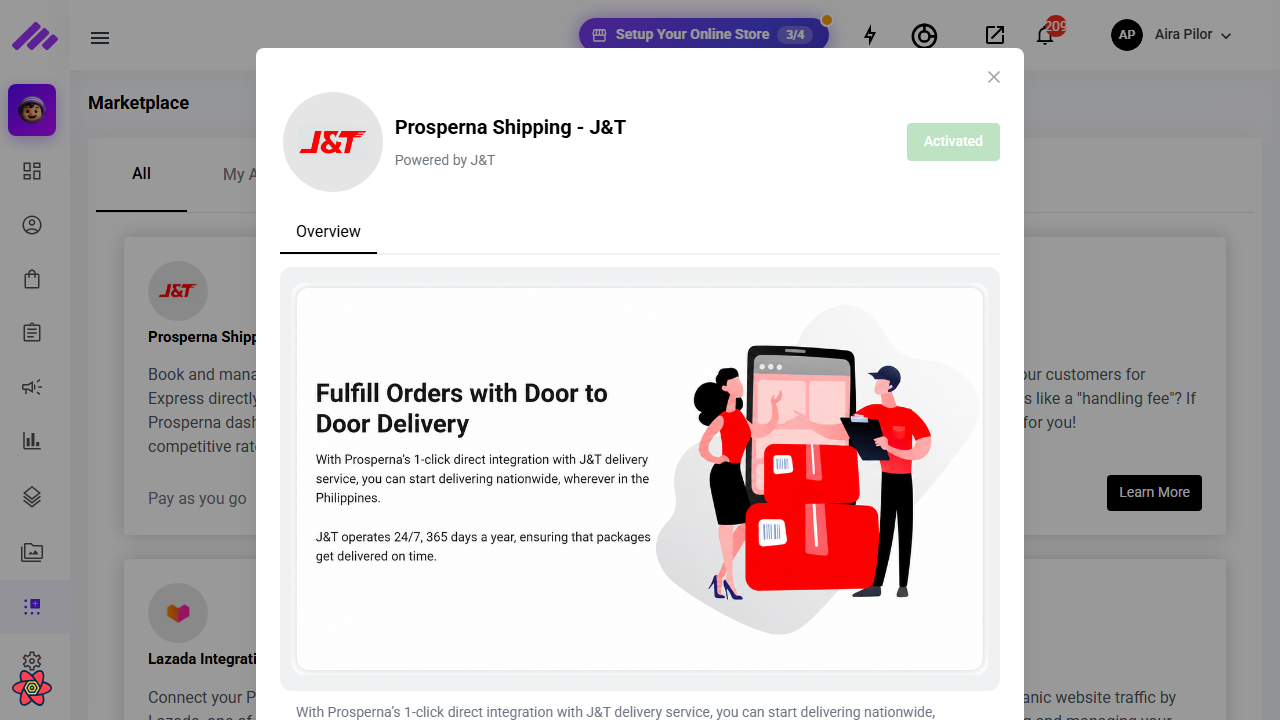 Setup Your Online Store 3/4
209
AP
Aira Pilor
Marketplace
All
My A
J&T
Prosperna Shipping - J&T
Powered by J&T
Activated
Overview
J&T
Prosperna Shipp
Book and mana
Express directly
Prosperna dash
competitive rate
Pay as you go
Fulfill Orders with Door to
Door Delivery
With Prosperna's 1-click direct integration with J&T delivery
service, you can start delivering nationwide, wherever in the
Philippines.
J&T operates 24/7, 365 days a year, ensuring that packages
get delivered on time.
our customers for
s like a "handling fee"? If
for you!
Learn More
Lazada Integrati
Connect your P
With Prosperna's 1-click direct integration with J&T delivery service, you can start delivering nationwide,
anic website traffic by